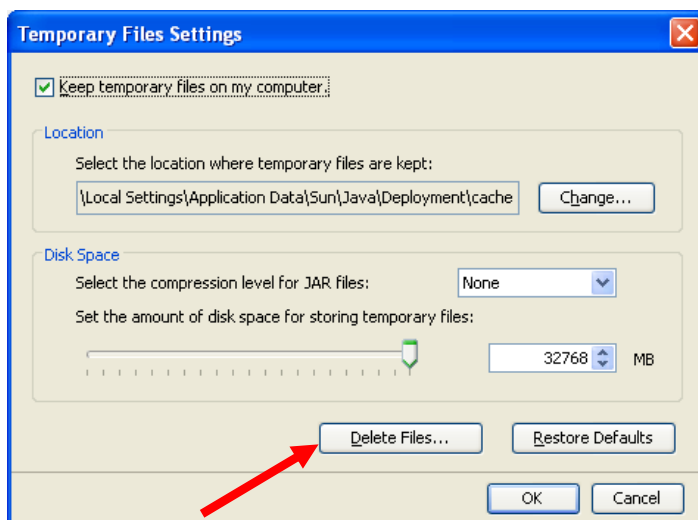 Temporary Files Settings
Keep temporary files on my computer.
Location
Select the location where temporary files are kept:
\Local Settings\Application Data\Sun\Java\Deployment\cache Change...
Disk Space
Select the compression level for JAR files: None
Set the amount of disk space for storing temporary files:
32768 MB
Delete Files... Restore Defaults
OK Cancel